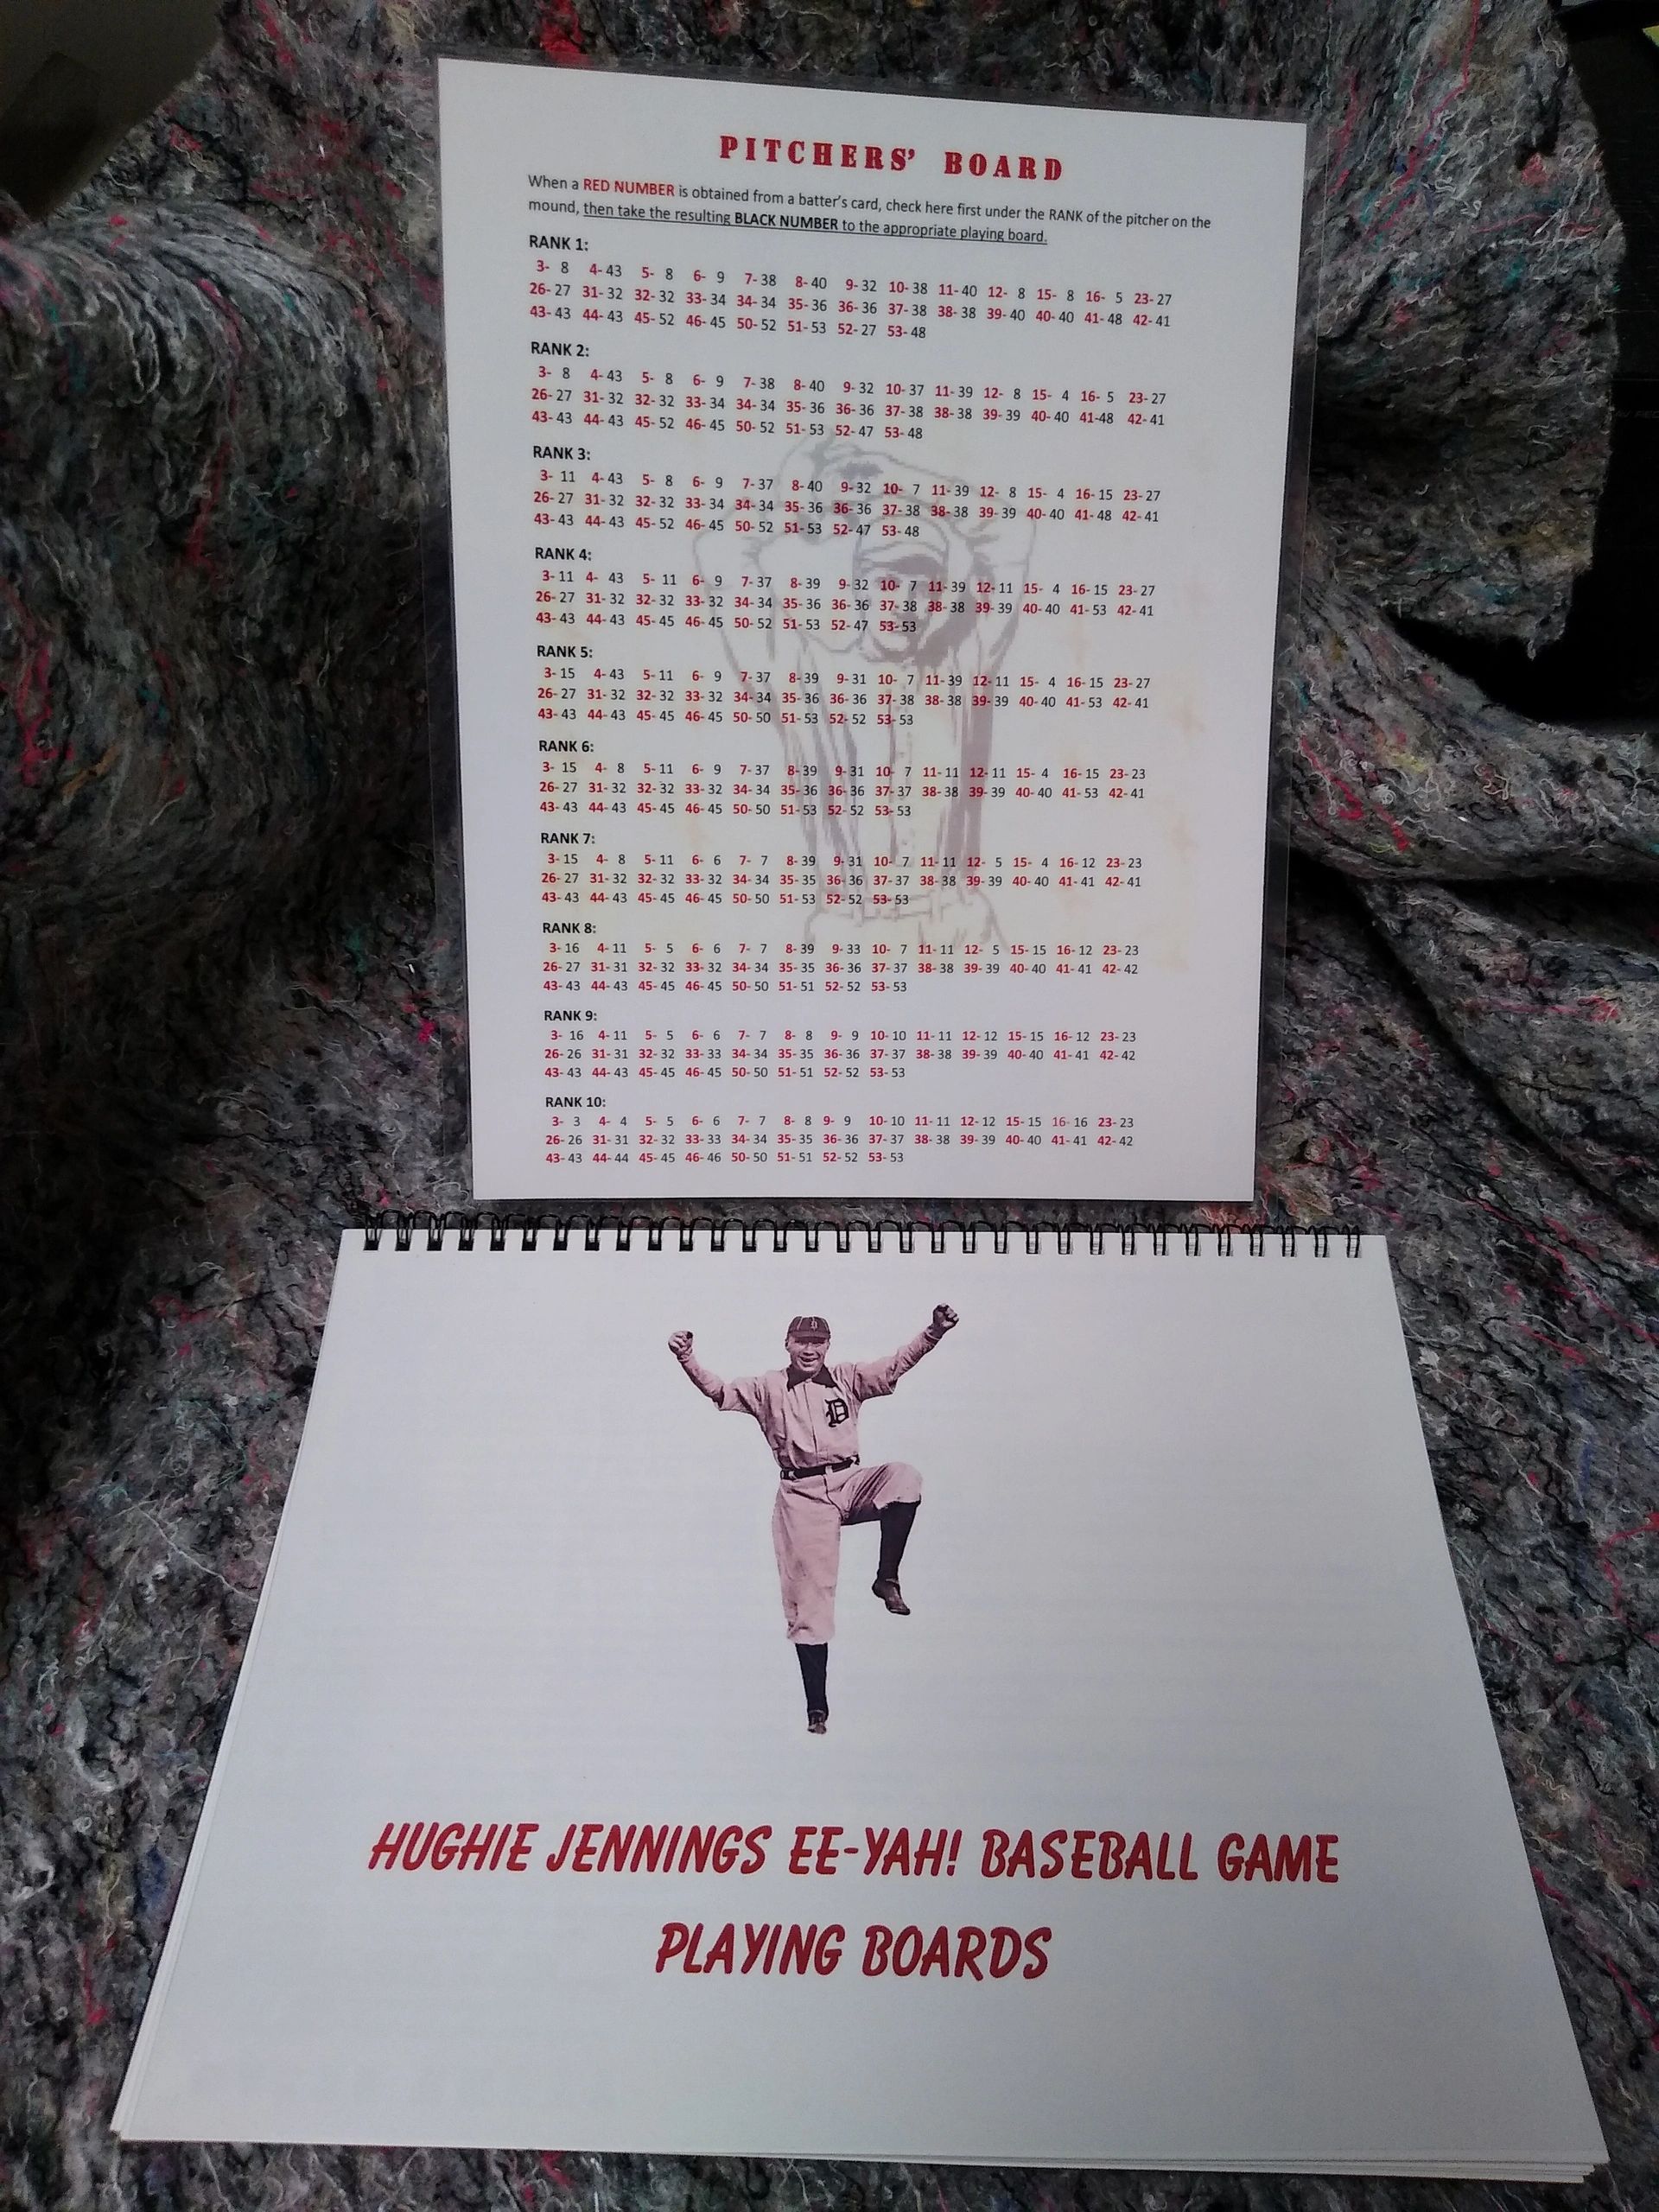 PITCHERS' BOARD
When a RED NUMBER is obtained from a batter's card, check here first under the RANK of the pitcher on the
mound, then take the resulting BLACK NUMBER to the appropriate playing board.
RANK 1:
3- 8 4- 43 5- 8 6- 9 7- 38 8- 40 9- 32 10- 38 11- 40 12- 8 15- 8 16- 5 23- 27
26- 27 31- 32 32- 32 33- 34 34- 34 35- 36 36- 36 37- 38 38- 38 39- 40 40- 40 41- 48 42- 41
43- 43 44- 43 45- 52 46- 45 50- 52 51- 53 52- 27 53- 48
RANK 2:
3- 8 4- 43 5- 8 6- 9 7- 38 8- 40 9- 32 10- 37 11- 39 12- 8 15- 4 16- 5 23- 27
26- 27 31- 32 32- 32 33- 34 34- 34 35- 36 36- 36 37- 38 38- 38 39- 39 40- 40 41-48 42- 41
43- 43 44- 43 45- 52 46- 45 50- 52 51- 53 52- 47 53- 48
RANK 3:
3- 11 4- 43 5- 8 6- 9 7- 37 8- 40 9- 32 10- 7 11- 39 12- 8 15- 4 16- 15 23- 27
26- 27 31- 32 32- 32 33- 34 34- 34 35- 36 36- 36 37- 38 38- 38 39- 39 40- 40 41- 48 42- 41
43- 43 44- 43 45- 52 46- 45 50- 52 51- 53 52- 47 53- 48
RANK 4:
3- 11 4- 43 5- 11 6- 9 7- 37 8- 39 9- 32 10- 7 11- 39 12- 11 15- 4 16- 15 23- 27
26- 27 31- 32 32- 32 33- 32 34- 34 35- 36 36- 36 37- 38 38- 38 39- 39 40- 40 41- 53 42- 41
43- 43 44- 43 45- 45 46- 45 50- 52 51- 53 52- 47 53- 53
RANK 5:
3- 15 4- 43 5- 11 6- 9 7- 37 8- 39 9- 31 10- 7 11- 39 12- 11 15- 4 16- 15 23- 27
26- 27 31- 32 32- 32 33- 32 34- 34 35- 36 36- 36 37- 38 38- 38 39- 39 40- 40 41- 53 42- 41
43- 43 44- 43 45- 45 46- 45 50- 50 51- 53 52- 52 53- 53
RANK 6:
3- 15 4- 8 5- 11 6- 9 7- 37 8- 39 9- 31 10- 7 11- 11 12- 11 15- 4 16- 15 23- 23
26- 27 31- 32 32- 32 33- 32 34- 34 35- 36 36- 36 37- 37 38- 38 39- 39 40- 40 41- 53 42- 41
43- 43 44- 43 45- 45 46- 45 50- 50 51- 53 52- 52 53- 53
RANK 7:
3- 15 4- 8 5- 11 6- 6 7- 7 8- 39 9- 31 10- 7 11- 11 12- 5 15- 4 16- 12 23- 23
26- 27 31- 32 32- 32 33- 32 34- 34 35- 35 36- 36 37- 37 38- 38 39- 39 40- 40 41- 41 42- 41
43- 43 44- 43 45- 45 46- 45 50- 50 51- 53 52- 52 53- 53
RANK 8:
3- 16 4- 11 5- 5 6- 6 7- 7 8- 39 9- 33 10- 7 11- 11 12- 5 15- 15 16- 12 23- 23
26- 27 31- 31 32- 32 33- 32 34- 34 35- 35 36- 36 37- 37 38- 38 39- 39 40- 40 41- 41 42- 42
43- 43 44- 43 45- 45 46- 45 50- 50 51- 51 52- 52 53- 53
RANK 9:
3- 16 4- 11 5- 5 6- 6 7- 7 8- 8 9- 9 10- 10 11- 11 12- 12 15- 15 16- 12 23- 23
26- 26 31- 31 32- 32 33- 33 34- 34 35- 35 36- 36 37- 37 38- 38 39- 39 40- 40 41- 41 42- 42
43- 43 44- 43 45- 45 46- 45 50- 50 51- 51 52- 52 53- 53
RANK 10:
3- 3 4- 4 5- 5 6- 6 7- 7 8- 8 9- 9 10- 10 11- 11 12- 12 15- 15 16- 16 23- 23
26- 26 31- 31 32- 32 33- 33 34- 34 35- 35 36- 36 37- 37 38- 38 39- 39 40- 40 41- 41 42- 42
43- 43 44- 44 45- 45 46- 46 50- 50 51- 51 52- 52 53- 53
D
HUGHIE JENNINGS EE-YAH! BASEBALL GAME
PLAYING BOARDS